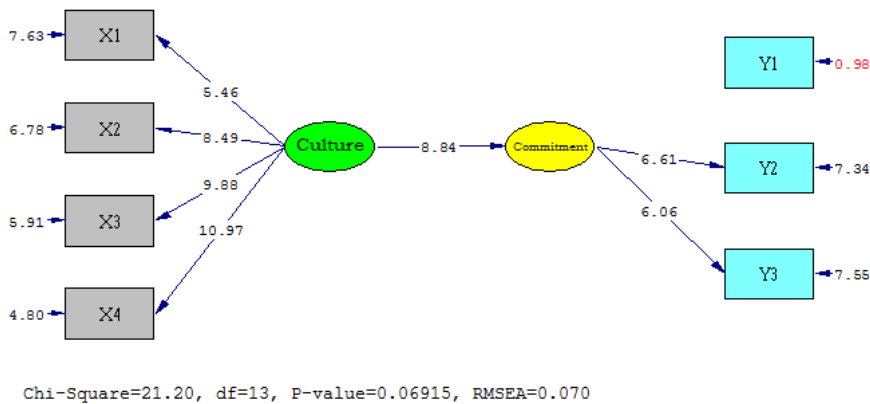 7.63 X1
5.46
Y1 0.98
6.78 X2
8.49
Culture 8.84 Commitment
6.61
Y2 7.34
9.88
6.06
5.91 X3
10.97
Y3 7.55
4.80 X4
Chi-Square=21.20, df=13, P-value=0.06915, RMSEA=0.070